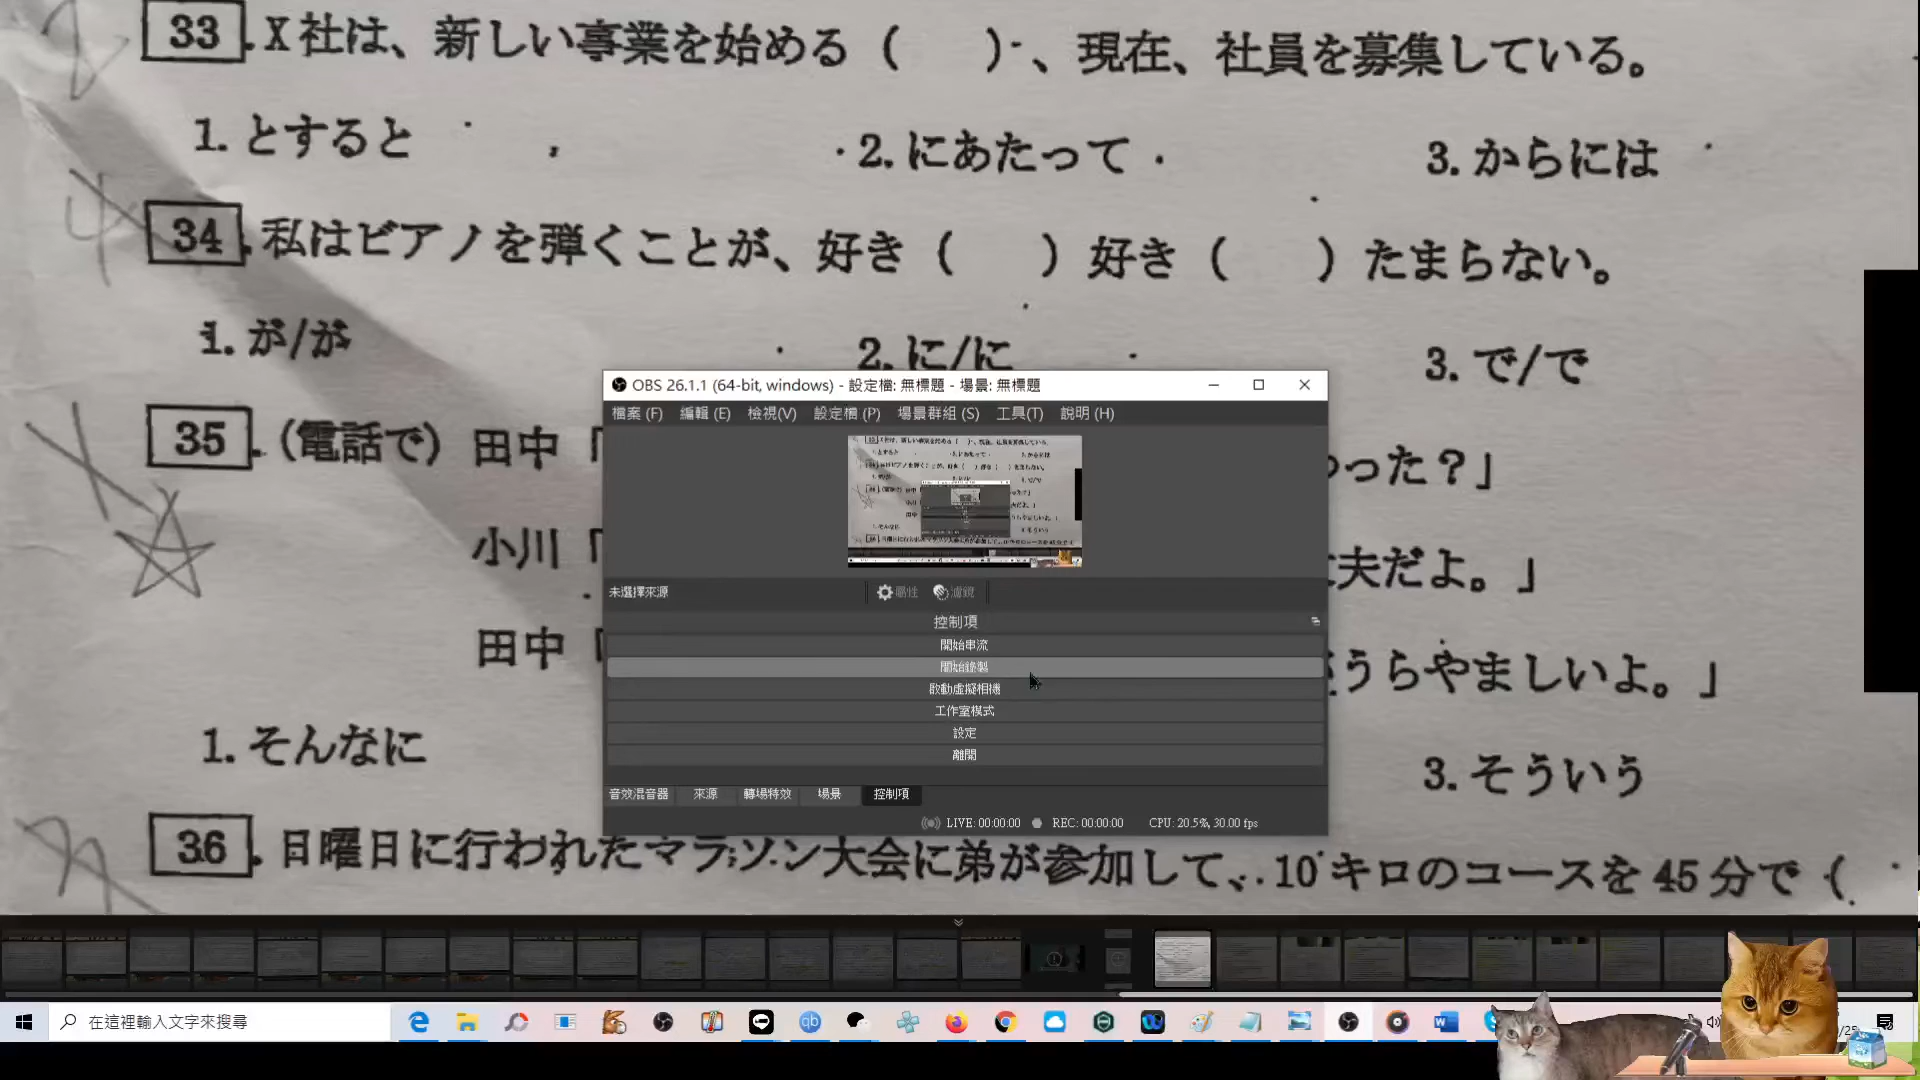 33.X社は、新しい事業を始める（　　）、現在、社員を募集している。
1.とすると　2.にあたって　3.からには
34.私はピアノを弾くことが、好き（　　）好き（　　）たまらない。
1.が/が　2.に/に　3.で/で
35.（電話で）田中「
った？」
小川「
夫だよ。」
田中
うらやましいよ。」
1.そんなに　3.そういう
36.日曜日に行われたマラソン大会に弟が参加して、10キロのコースを45分で（
OBS 26.1.1 (64-bit, windows) - 設定檔: 無標題 - 場景: 無標題
檔案 (F)　編輯 (E)　檢視(V)　設定檔 (P)　場景群組 (S)　工具(T)　說明 (H)
未選擇來源　屬性　濾鏡
控制項
開始串流
開始錄製
啟動虛擬相機
工作室模式
設定
離開
音效混音器　來源　轉場特效　場景　控制項
LIVE: 00:00:00　REC: 00:00:00　CPU: 20.5%, 30.00 fps
在這裡輸入文字來搜尋